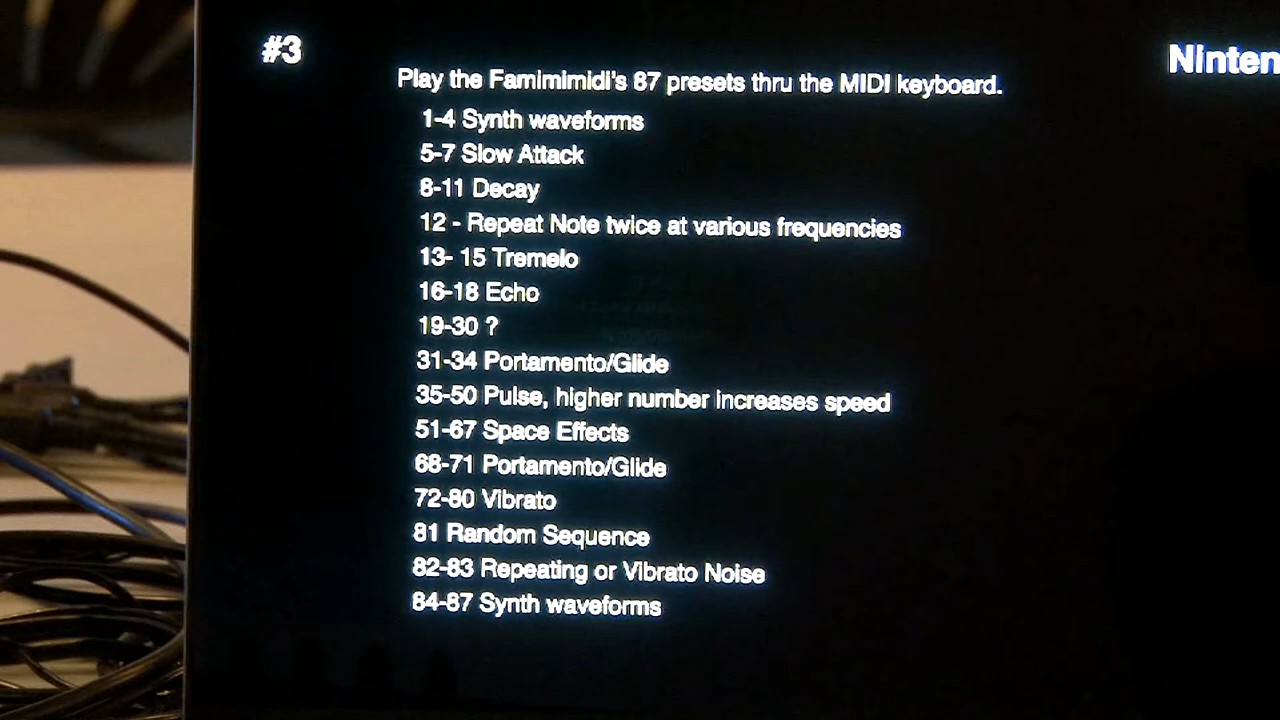 #3
Ninten
Play the Famimimidi's 87 presets thru the MIDI keyboard.
1-4 Synth waveforms
5-7 Slow Attack
8-11 Decay
12 - Repeat Note twice at various frequencies
13- 15 Tremelo
16-18 Echo
19-30 ?
31-34 Portamento/Glide
35-50 Pulse, higher number increases speed
51-67 Space Effects
68-71 Portamento/Glide
72-80 Vibrato
81 Random Sequence
82-83 Repeating or Vibrato Noise
84-87 Synth waveforms